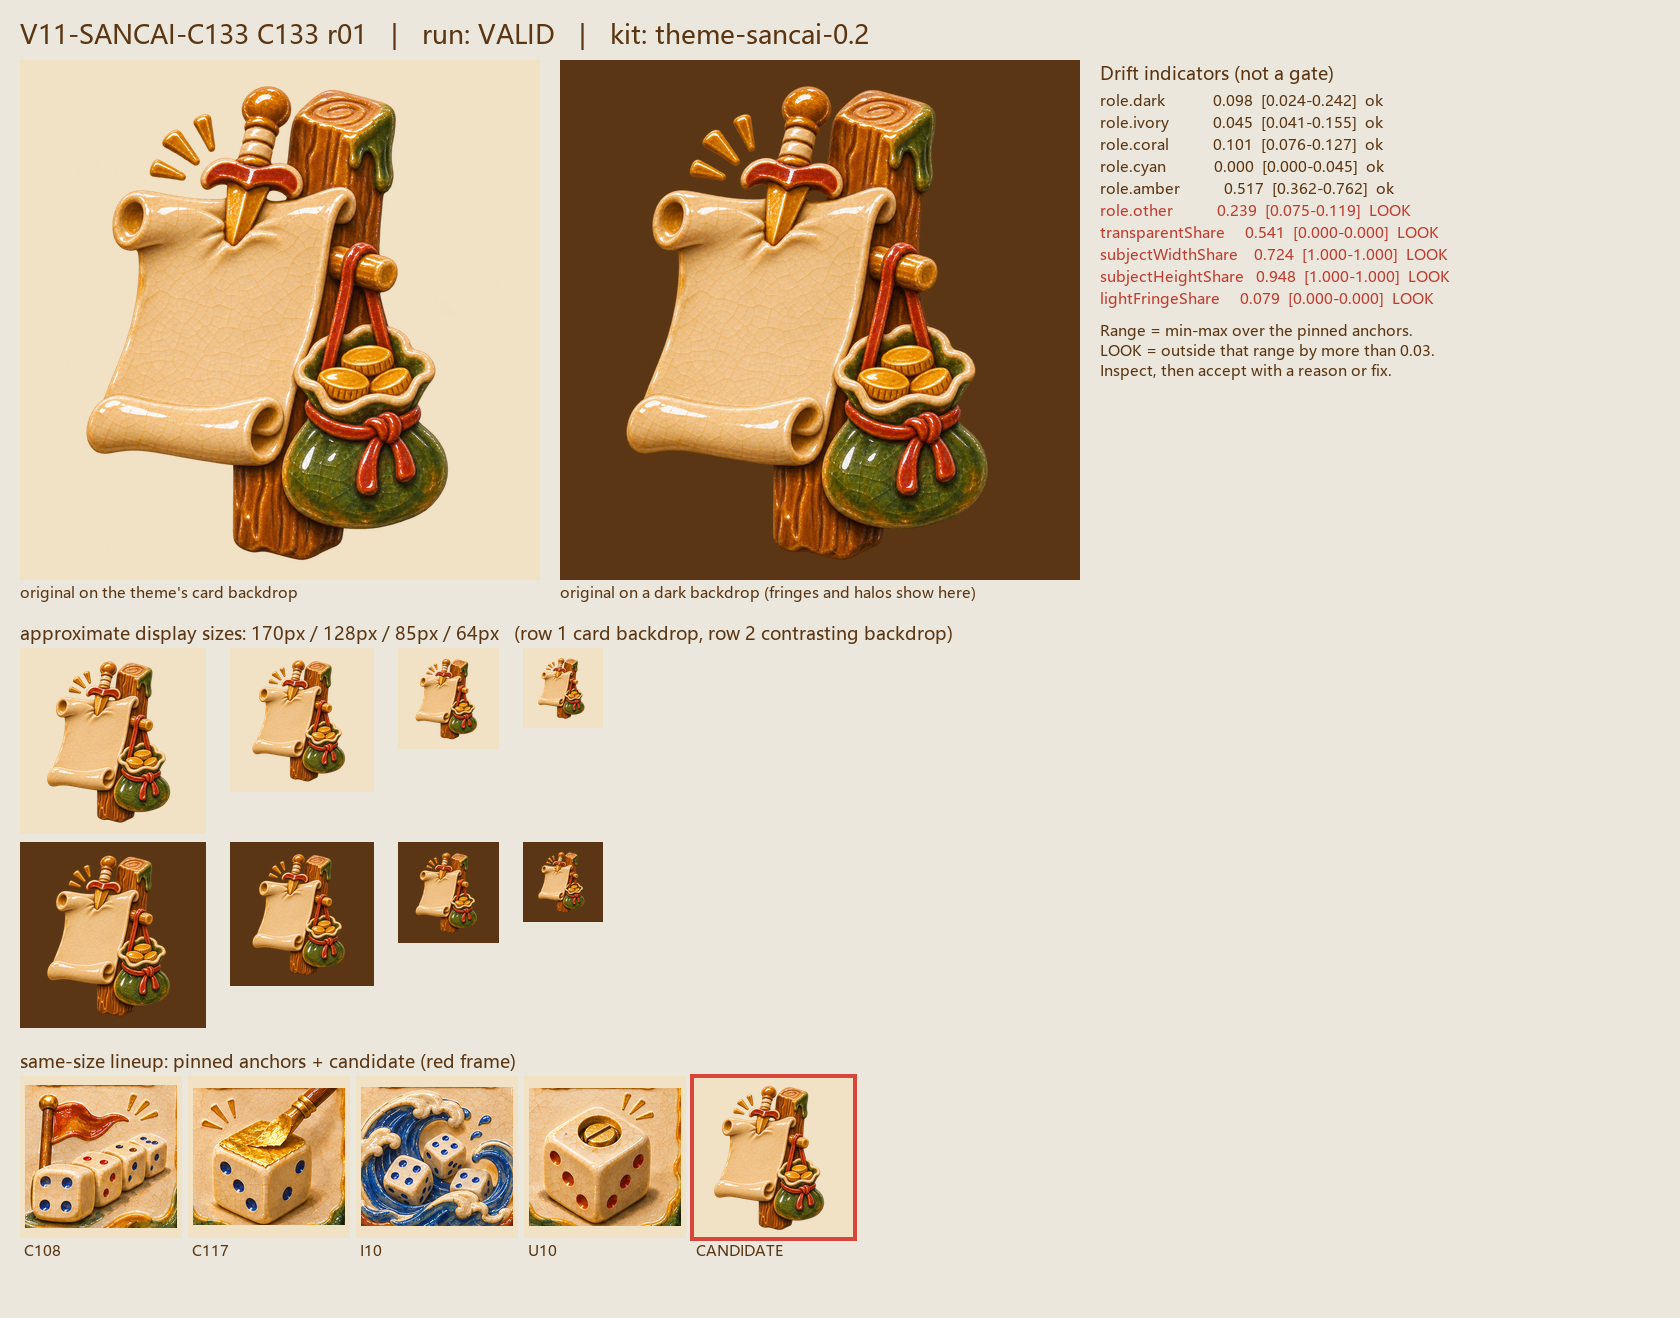 V11-SANCAI-C133 C133 r01 | run: VALID | kit: theme-sancai-0.2
Drift indicators (not a gate)
role.dark 0.098 [0.024-0.242] ok
role.ivory 0.045 [0.041-0.155] ok
role.coral 0.101 [0.076-0.127] ok
role.cyan 0.000 [0.000-0.045] ok
role.amber 0.517 [0.362-0.762] ok
role.other 0.239 [0.075-0.119] LOOK
transparentShare 0.541 [0.000-0.000] LOOK
subjectWidthShare 0.724 [1.000-1.000] LOOK
subjectHeightShare 0.948 [1.000-1.000] LOOK
lightFringeShare 0.079 [0.000-0.000] LOOK
Range = min-max over the pinned anchors.
LOOK = outside that range by more than 0.03.
Inspect, then accept with a reason or fix.
original on the theme's card backdrop
original on a dark backdrop (fringes and halos show here)
approximate display sizes: 170px / 128px / 85px / 64px (row 1 card backdrop, row 2 contrasting backdrop)
same-size lineup: pinned anchors + candidate (red frame)
C108
C117
I10
U10
CANDIDATE